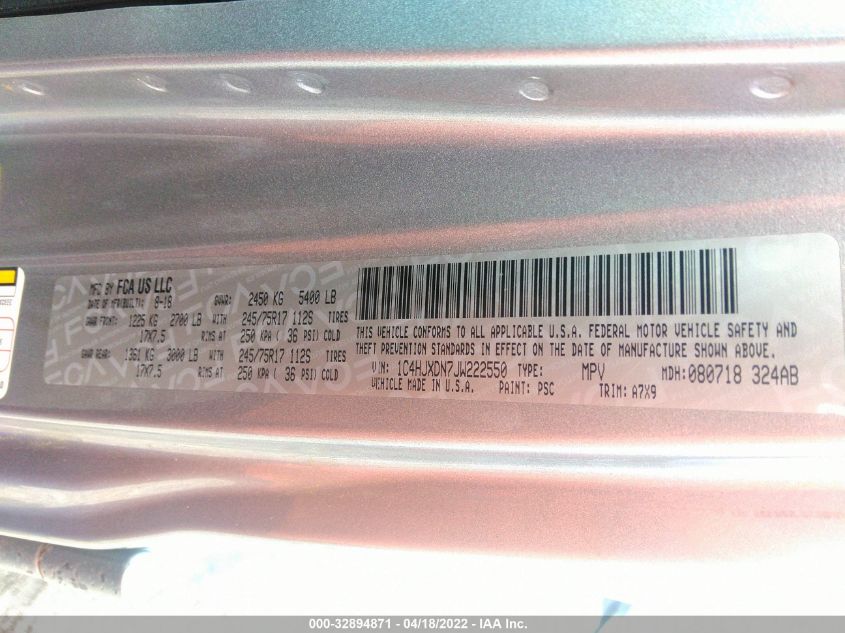 MFD BY FCA US LLC
DATE OF MFR(BUILT): 8-18 GVWR: 2450 KG 5400 LB
GAWR FRONT: 1225 KG 2700 LB WITH 245/75R17 112S TIRES
17X7.5 RIMS AT 250 KPA ( 36 PSI) COLD
GAWR REAR: 1361 KG 3000 LB WITH 245/75R17 112S TIRES
17X7.5 RIMS AT 250 KPA ( 36 PSI) COLD
THIS VEHICLE CONFORMS TO ALL APPLICABLE U.S.A. FEDERAL MOTOR VEHICLE SAFETY AND
THEFT PREVENTION STANDARDS IN EFFECT ON THE DATE OF MANUFACTURE SHOWN ABOVE.
VIN: 1C4HJXDN7JW222550 TYPE: MPV MDH: 080718 324AB
VEHICLE MADE IN U.S.A. PAINT: PSC TRIM: A7X9
000-32894871 - 04/18/2022 - IAA Inc.